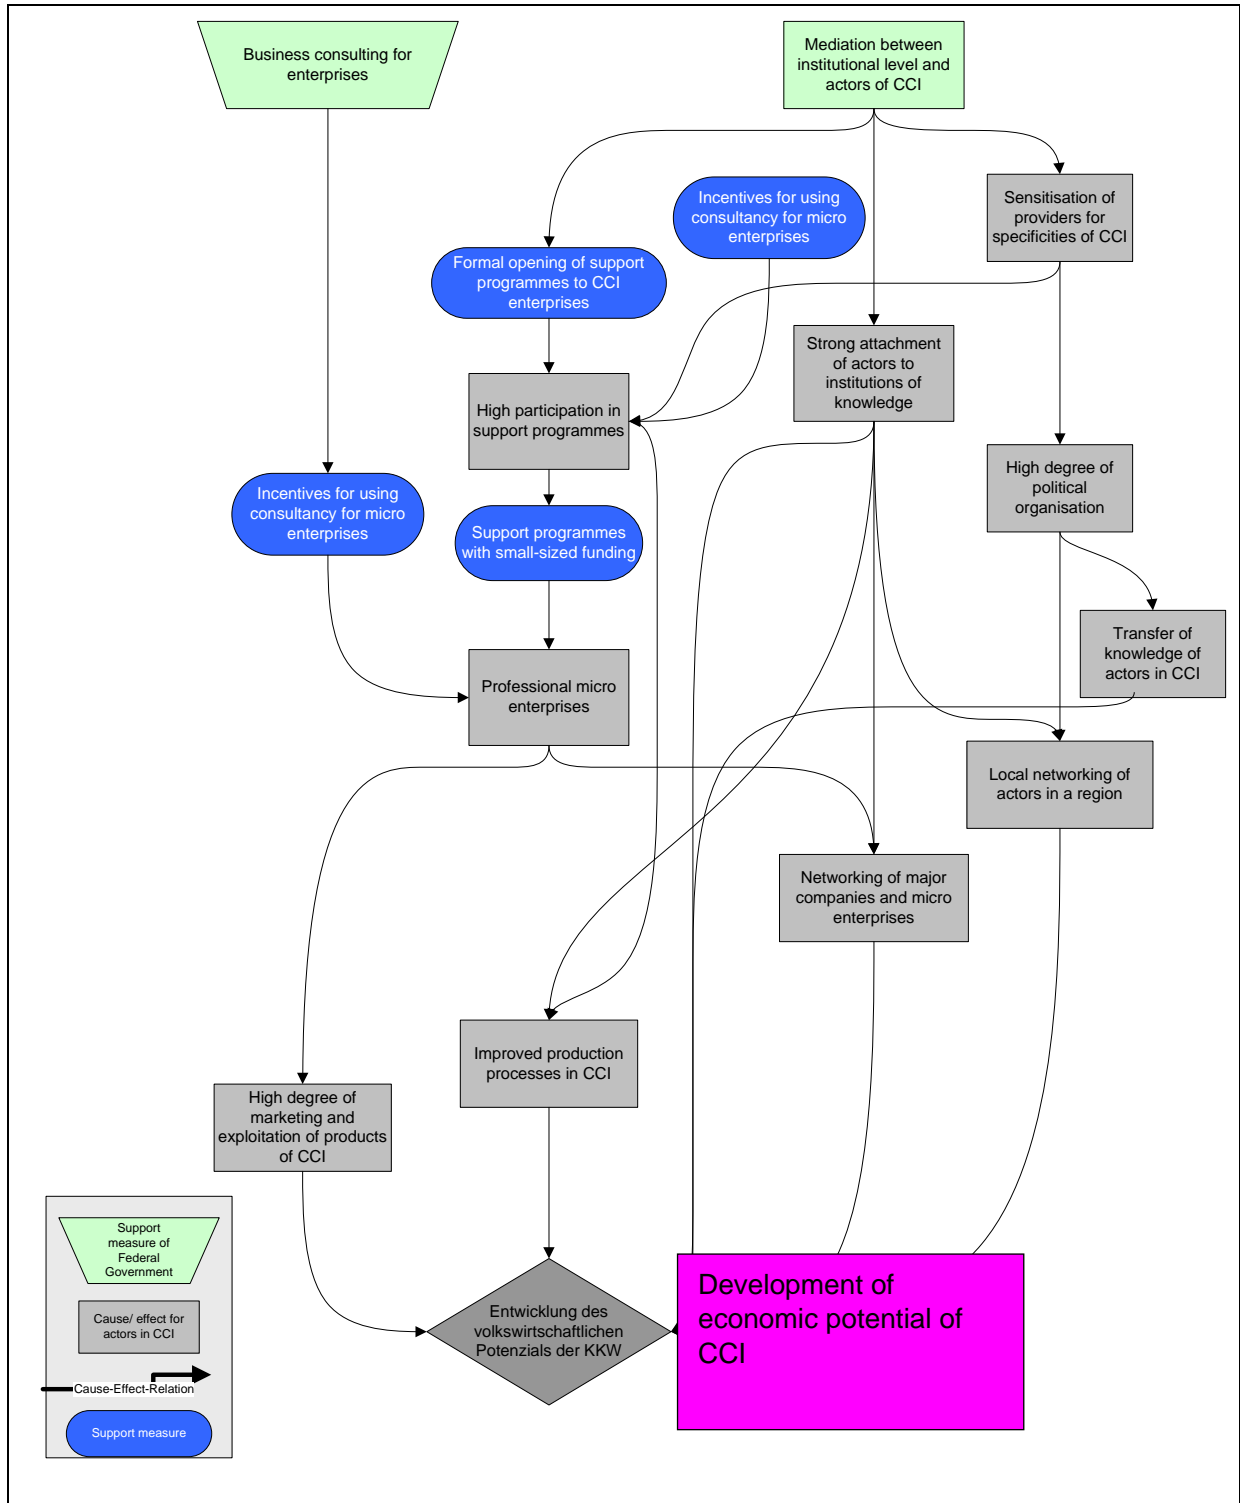 Business consulting for
enterprises
Mediation between
institutional level and
actors of CCI
Incentives for using
consultancy for micro
enterprises
Sensitisation of
providers for
specificities of CCI
Formal opening of support
programmes to CCI
enterprises
Strong attachment
of actors to
institutions of
knowledge
High participation in
support programmes
High degree of
political
organisation
Incentives for using
consultancy for micro
enterprises
Support programmes
with small-sized funding
Transfer of
knowledge of
actors in CCI
Professional micro
enterprises
Local networking of
actors in a region
Networking of major
companies and micro
enterprises
Improved production
processes in CCI
High degree of
marketing and
exploitation of products
of CCI
Entwicklung des
volkswirtschaftlichen
Potenzials der KKW
Development of
economic potential of
CCI
Support
measure of
Federal
Government
Cause/ effect for
actors in CCI
Cause-Effect-Relation
Support measure